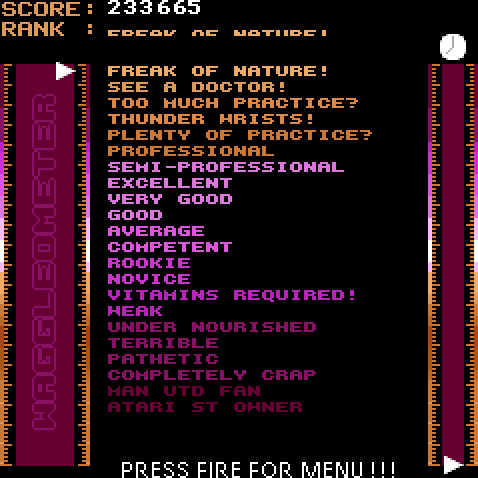 SCORE: 233665
RANK : FREAK OF NATURE!
FREAK OF NATURE!
SEE A DOCTOR!
TOO MUCH PRACTICE?
THUNDER WRISTS!
PLENTY OF PRACTICE?
PROFESSIONAL
SEMI-PROFESSIONAL
EXCELLENT
VERY GOOD
GOOD
AVERAGE
COMPETENT
ROOKIE
NOVICE
VITAMINS REQUIRED!
WEAK
UNDER NOURISHED
TERRIBLE
PATHETIC
COMPLETELY CRAP
MAN UTD FAN
ATARI ST OWNER
WAGGLEOMETER
PRESS FIRE FOR MENU !!!